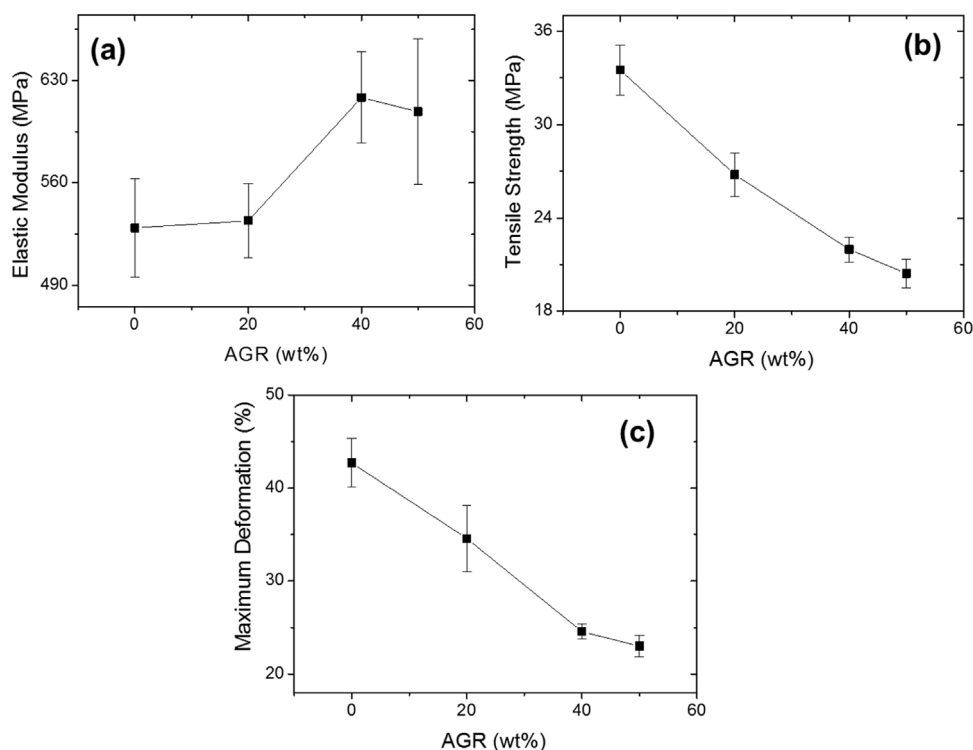 (a)
Elastic Modulus (MPa)
630
560
490
0 20 40 60
AGR (wt%)
(b)
Tensile Strength (MPa)
36
30
24
18
0 20 40 60
AGR (wt%)
(c)
Maximum Deformation (%)
50
40
30
20
0 20 40 60
AGR (wt%)